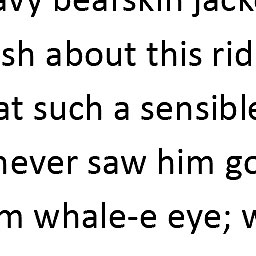 avy bearskin jack
sh about this rid
at such a sensible
never saw him go
m whale-e eye; w